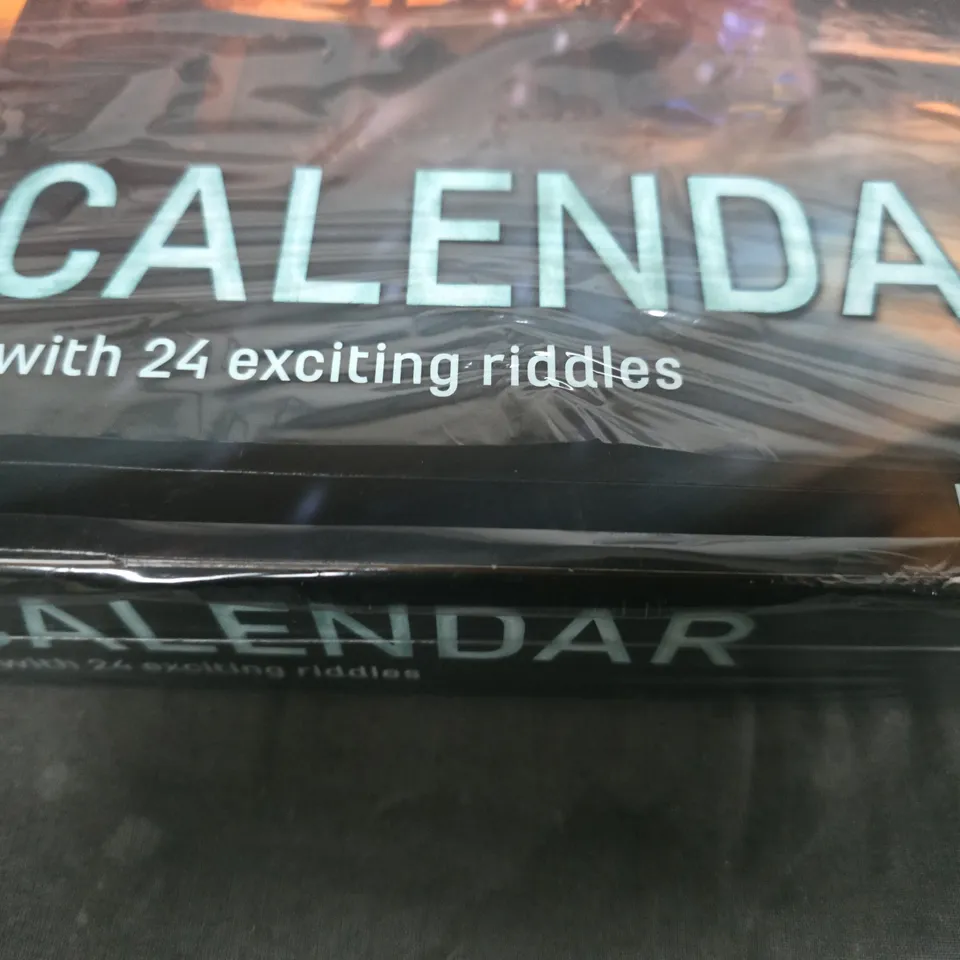 CALENDA
with 24 exciting riddles
CALENDAR
with 24 exciting riddles